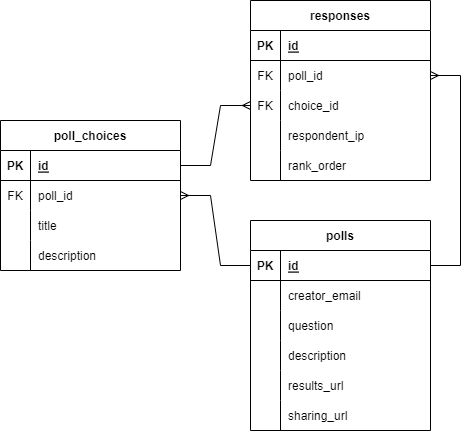 responses
PK id
FK poll_id
FK choice_id
respondent_ip
rank_order
poll_choices
PK id
FK poll_id
title
description
polls
PK id
creator_email
question
description
results_url
sharing_url